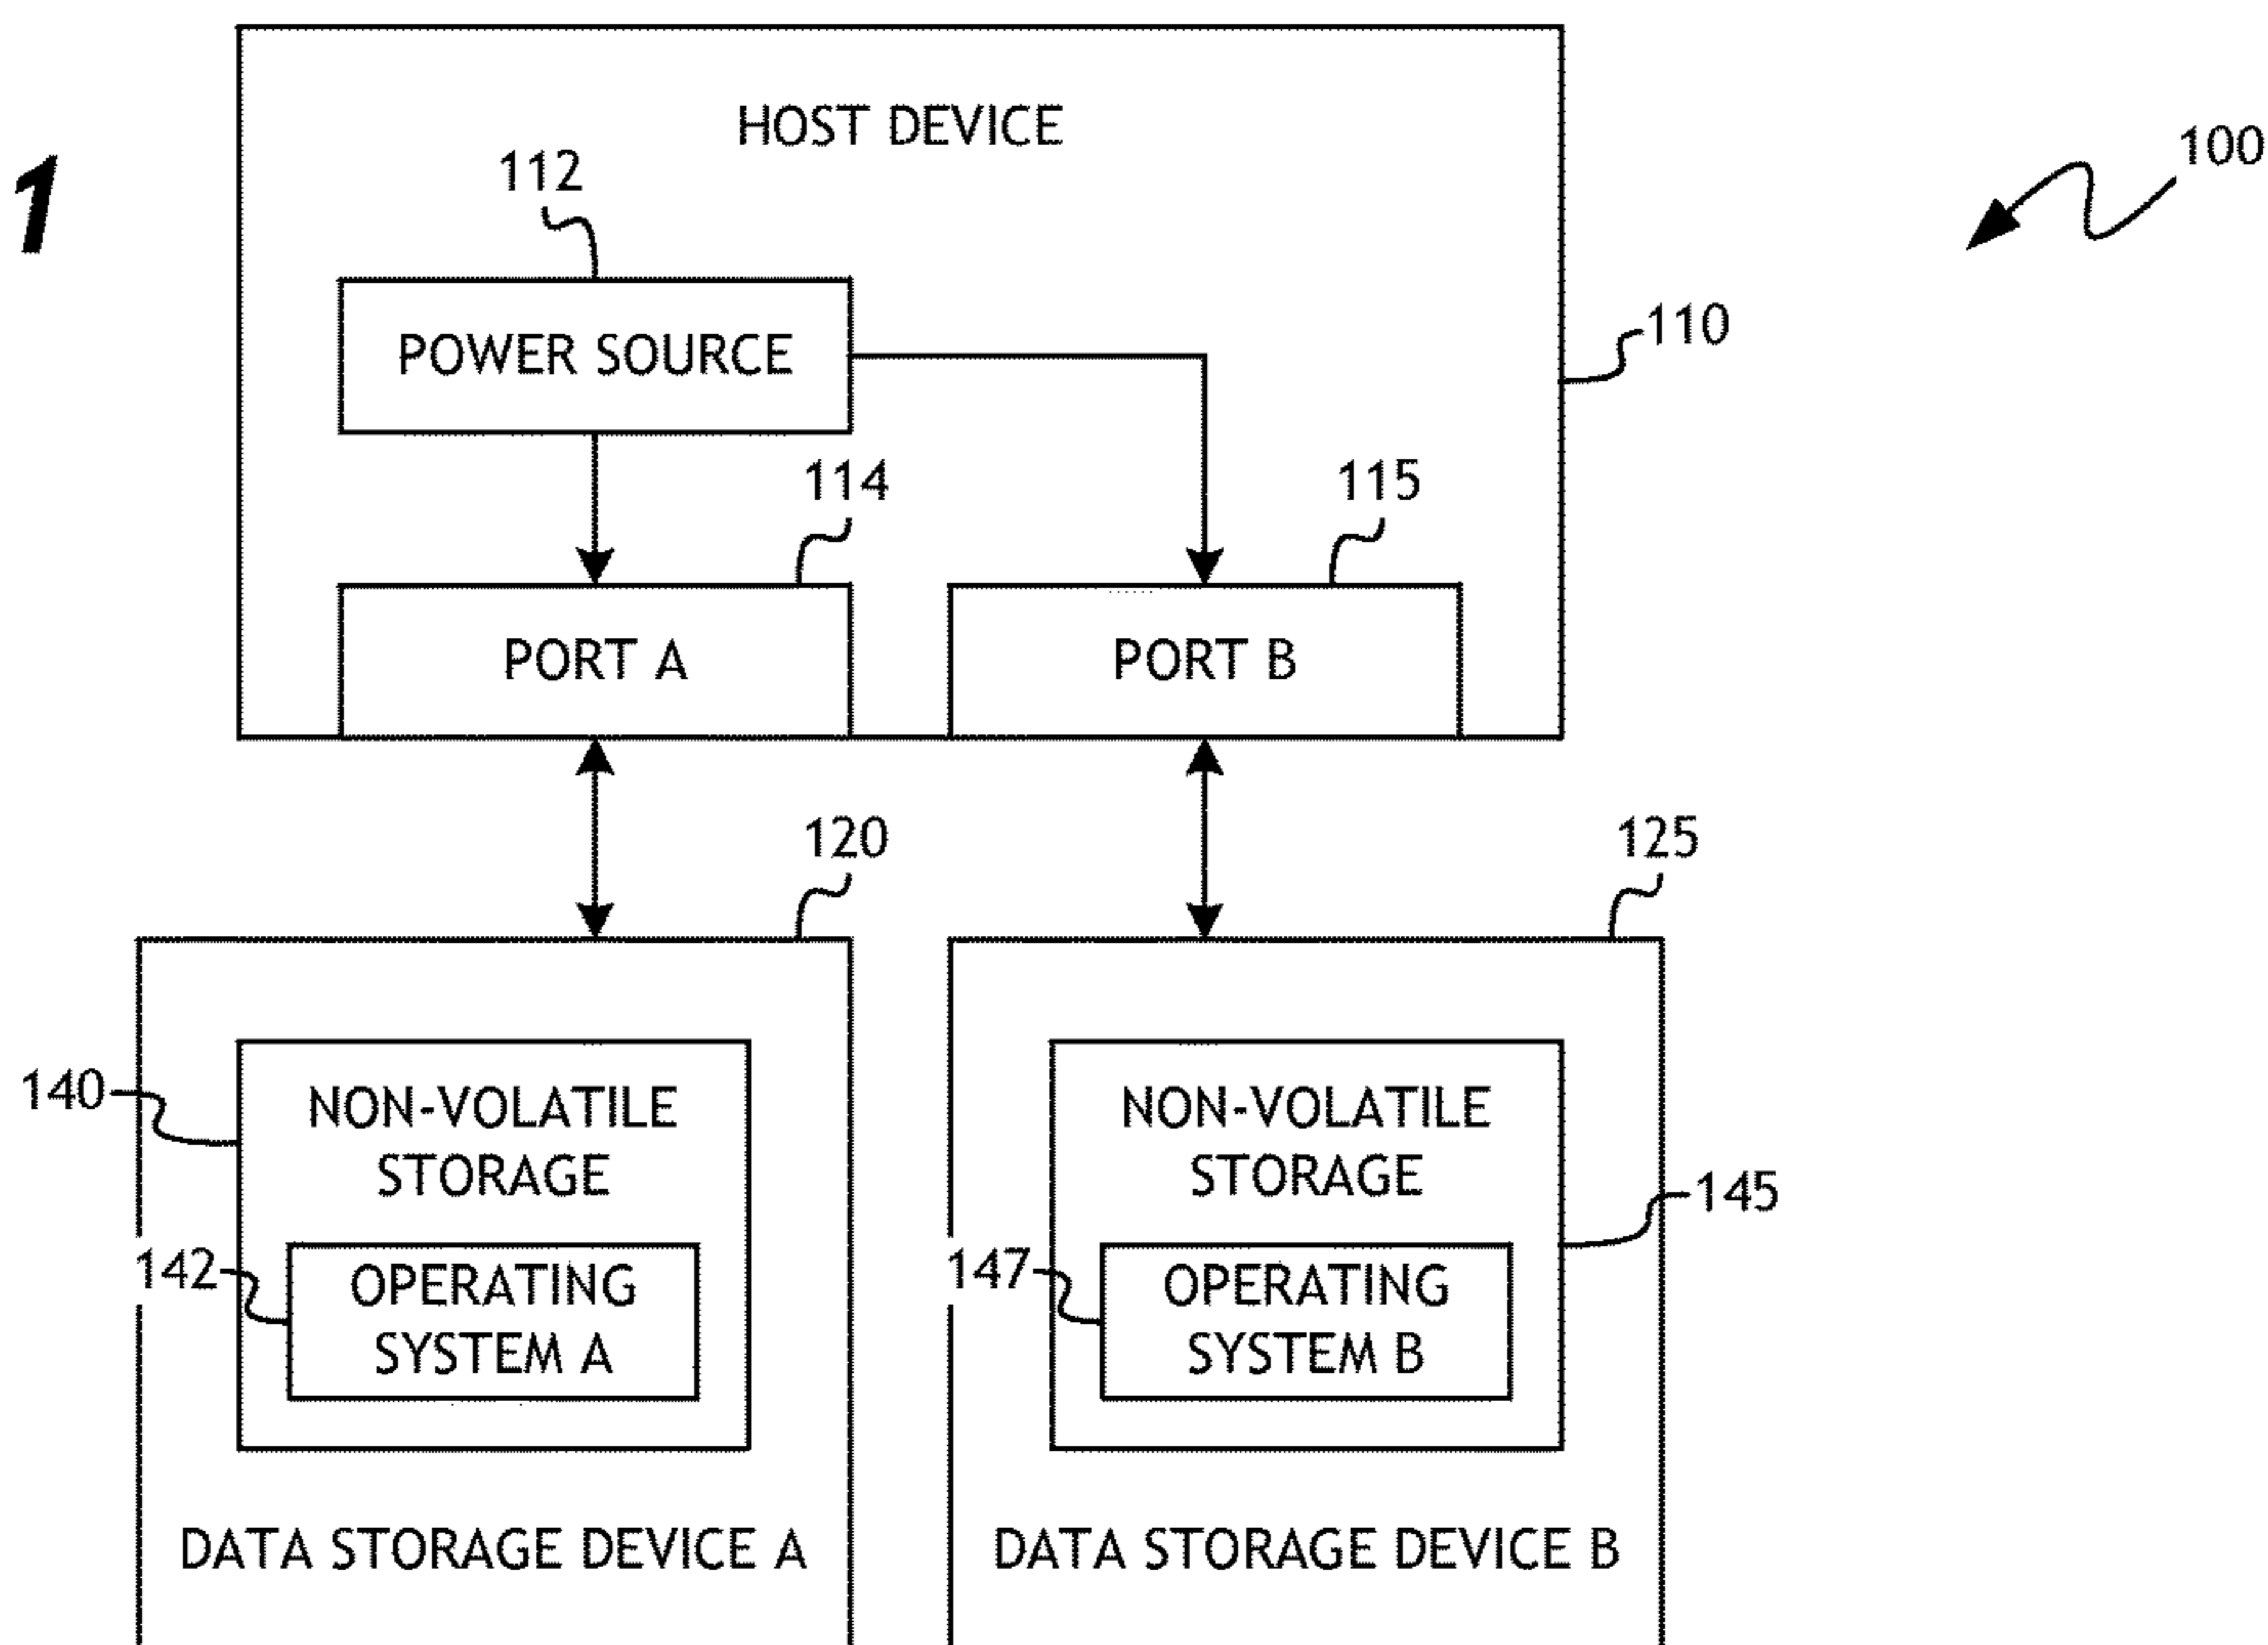 1
HOST DEVICE
100
112
110
POWER SOURCE
114
115
PORT A
PORT B
120
125
140
NON-VOLATILE
STORAGE
142
OPERATING
SYSTEM A
DATA STORAGE DEVICE A
NON-VOLATILE
STORAGE
145
147
OPERATING
SYSTEM B
DATA STORAGE DEVICE B